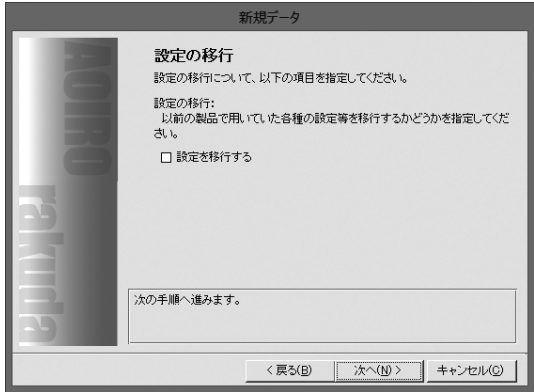 新規データ
AOIRO
rakuda
設定の移行
設定の移行について、以下の項目を指定してください。
設定の移行:
以前の製品で用いていた各種の設定等を移行するかどうかを指定してくだ
さい。
設定を移行する
次の手順へ進みます。
< 戻る(B)
次へ(N) >
キャンセル(C)